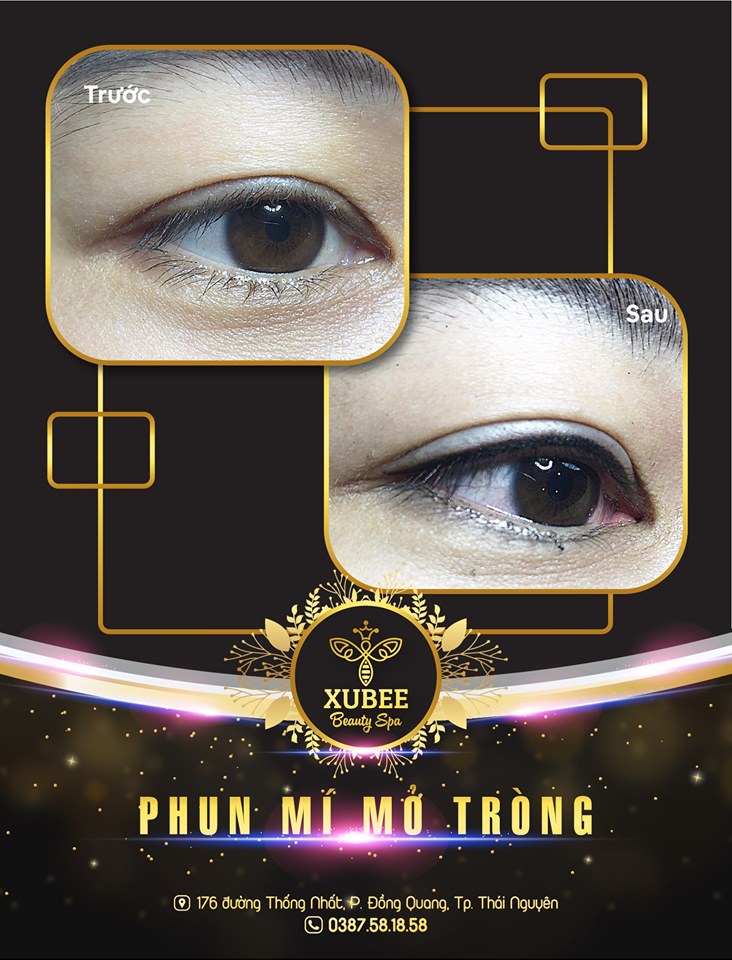 Trước
Sau
XUBEE
Beauty Spa
PHUN MÍ MỞ TRÒNG
176 đường Thống Nhất, P. Đồng Quang, Tp. Thái Nguyên
0387.58.18.58